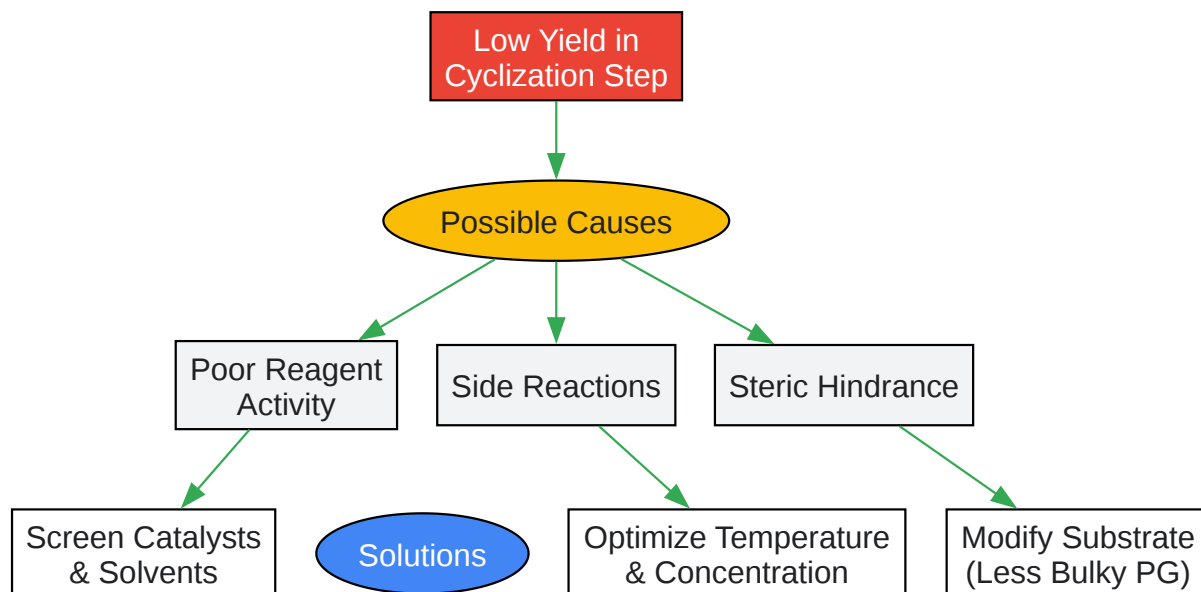 Low Yield in
Cyclization Step
Possible Causes
Poor Reagent
Activity
Side Reactions
Steric Hindrance
Screen Catalysts
& Solvents
Solutions
Optimize Temperature
& Concentration
Modify Substrate
(Less Bulky PG)